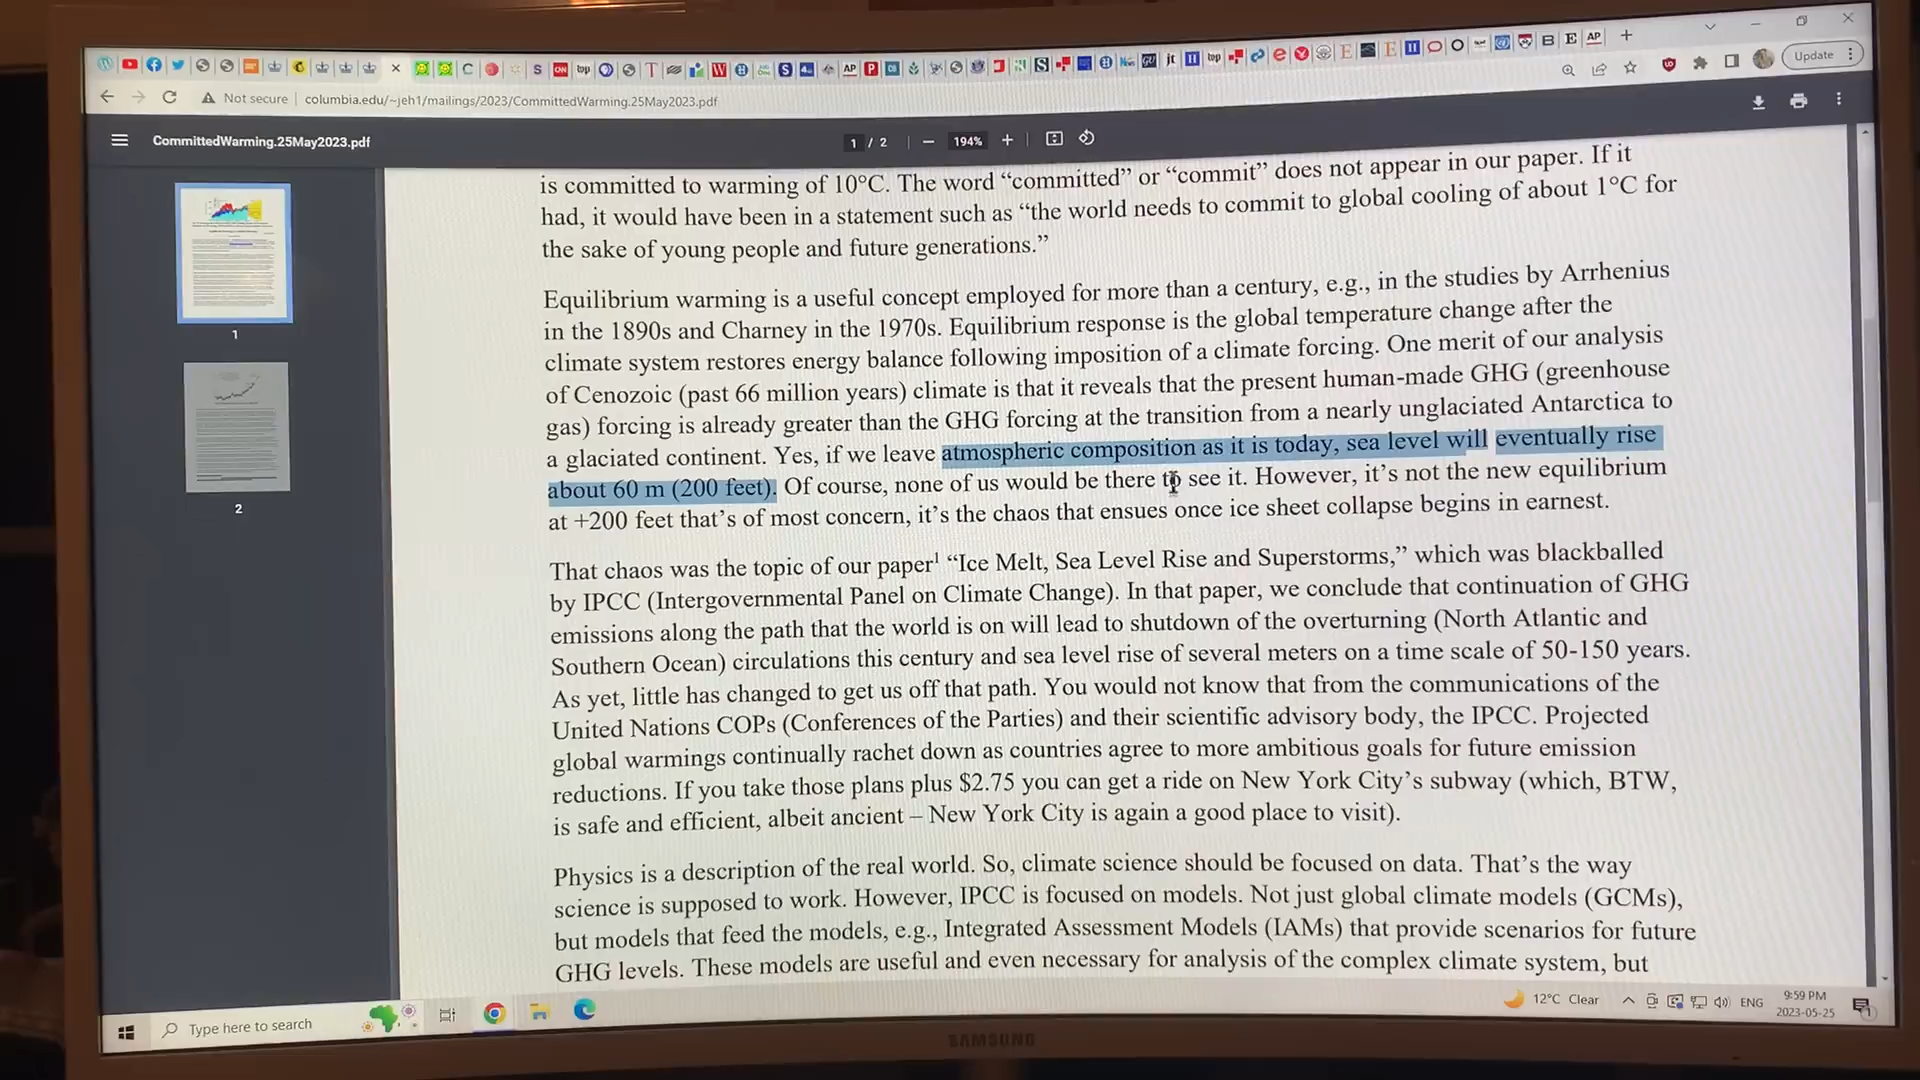 Not secure | columbia.edu/~jeh1/mailings/2023/CommittedWarming.25May2023.pdf
Update
CommittedWarming.25May2023.pdf
1 / 2
194%
1
2
is committed to warming of 10°C. The word “committed” or “commit” does not appear in our paper. If it
had, it would have been in a statement such as “the world needs to commit to global cooling of about 1°C for
the sake of young people and future generations.”
Equilibrium warming is a useful concept employed for more than a century, e.g., in the studies by Arrhenius
in the 1890s and Charney in the 1970s. Equilibrium response is the global temperature change after the
climate system restores energy balance following imposition of a climate forcing. One merit of our analysis
of Cenozoic (past 66 million years) climate is that it reveals that the present human-made GHG (greenhouse
gas) forcing is already greater than the GHG forcing at the transition from a nearly unglaciated Antarctica to
a glaciated continent. Yes, if we leave atmospheric composition as it is today, sea level will eventually rise
about 60 m (200 feet). Of course, none of us would be there to see it. However, it’s not the new equilibrium
at +200 feet that’s of most concern, it’s the chaos that ensues once ice sheet collapse begins in earnest.
That chaos was the topic of our paper¹ “Ice Melt, Sea Level Rise and Superstorms,” which was blackballed
by IPCC (Intergovernmental Panel on Climate Change). In that paper, we conclude that continuation of GHG
emissions along the path that the world is on will lead to shutdown of the overturning (North Atlantic and
Southern Ocean) circulations this century and sea level rise of several meters on a time scale of 50-150 years.
As yet, little has changed to get us off that path. You would not know that from the communications of the
United Nations COPs (Conferences of the Parties) and their scientific advisory body, the IPCC. Projected
global warmings continually rachet down as countries agree to more ambitious goals for future emission
reductions. If you take those plans plus $2.75 you can get a ride on New York City’s subway (which, BTW,
is safe and efficient, albeit ancient – New York City is again a good place to visit).
Physics is a description of the real world. So, climate science should be focused on data. That’s the way
science is supposed to work. However, IPCC is focused on models. Not just global climate models (GCMs),
but models that feed the models, e.g., Integrated Assessment Models (IAMs) that provide scenarios for future
GHG levels. These models are useful and even necessary for analysis of the complex climate system, but
Type here to search
12°C Clear
ENG
9:59 PM
2023-05-25
SAMSUNG